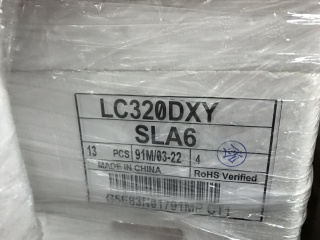 LC320DXY
SLA6
13 PCS 91M/03-22 4
MADE IN CHINA RoHS Verified